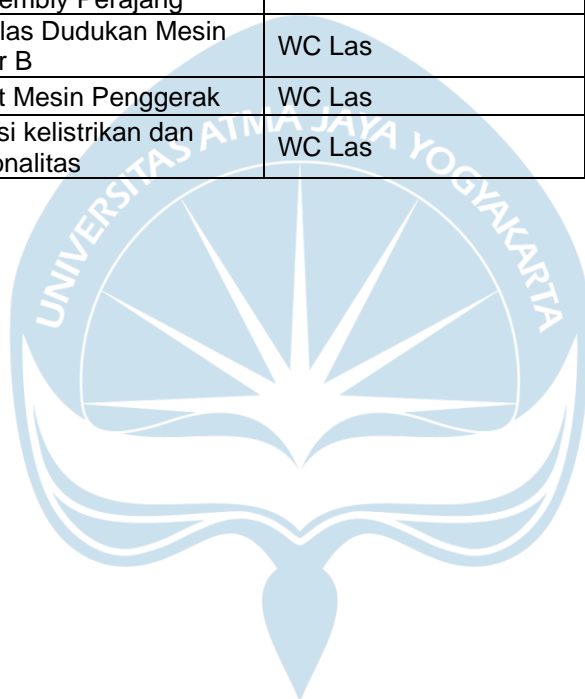 embly Perajang
las Dudukan Mesin
r B
WC Las
t Mesin Penggerak
WC Las
si kelistrikan dan
onalitas
WC Las
UNIVERSITAS ATMA JAYA YOGYAKARTA